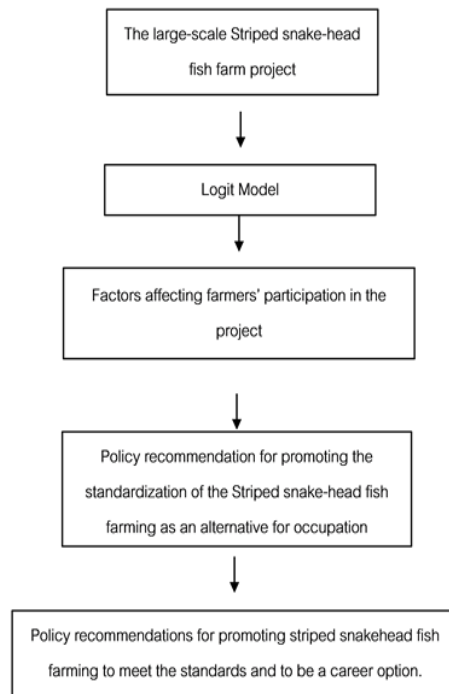 The large-scale Striped snake-head
fish farm project
Logit Model
Factors affecting farmers' participation in the
project
Policy recommendation for promoting the
standardization of the Striped snake-head fish
farming as an alternative for occupation
Policy recommendations for promoting striped snakehead fish
farming to meet the standards and to be a career option.